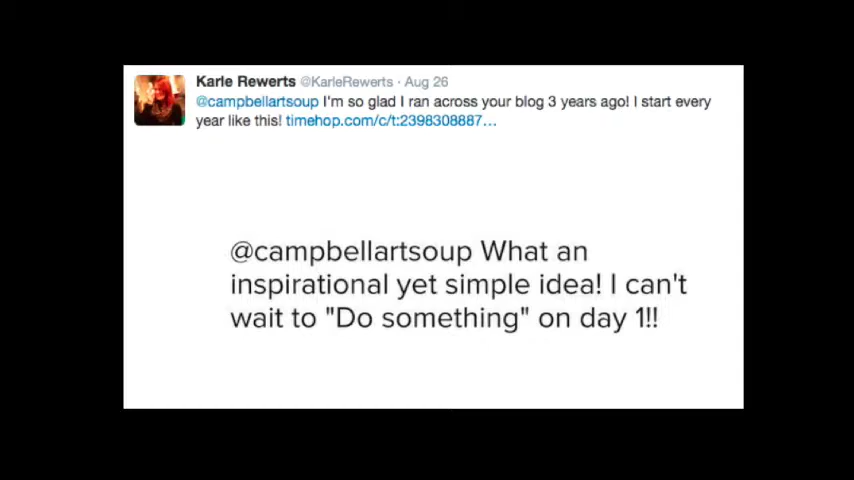 Karle Rewerts @KarleRewerts · Aug 26
@campbellartsoup I'm so glad I ran across your blog 3 years ago! I start every
year like this! timehop.com/c/t:2398308887...
@campbellartsoup What an
inspirational yet simple idea! I can't
wait to "Do something" on day 1!!